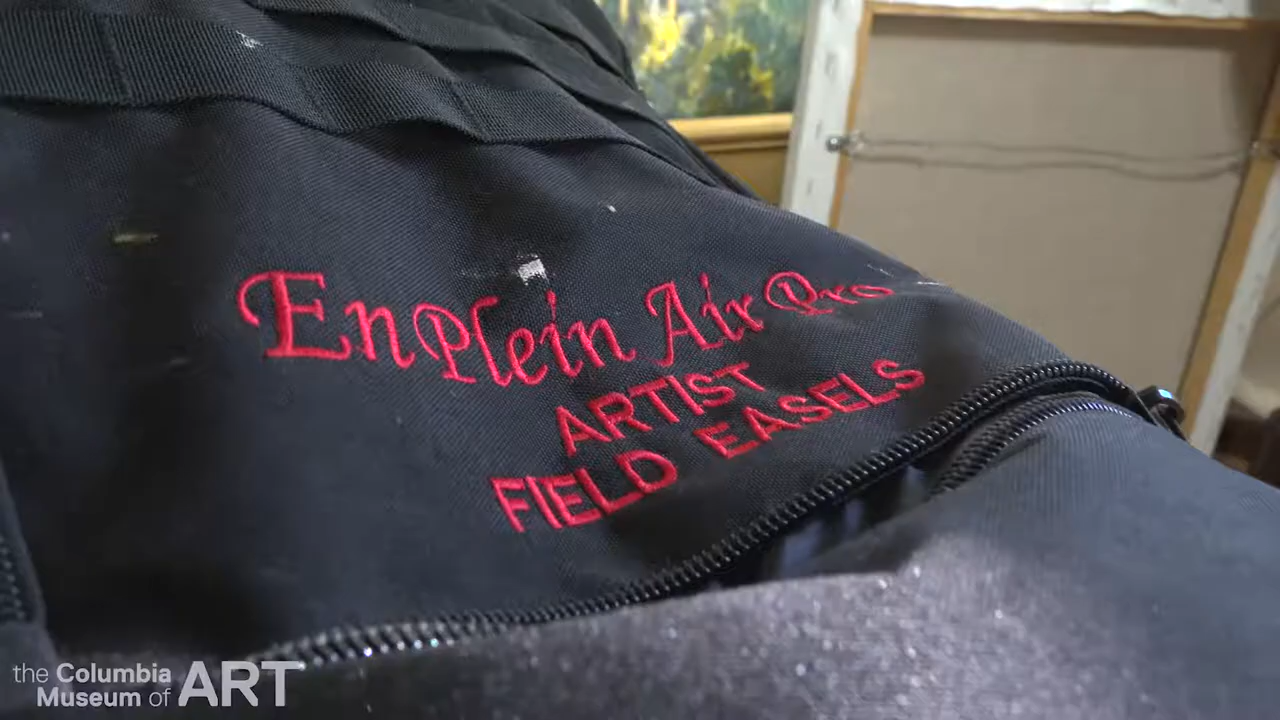 EnPlein Air Pro
ARTIST
FIELD EASELS
the Columbia
Museum of ART